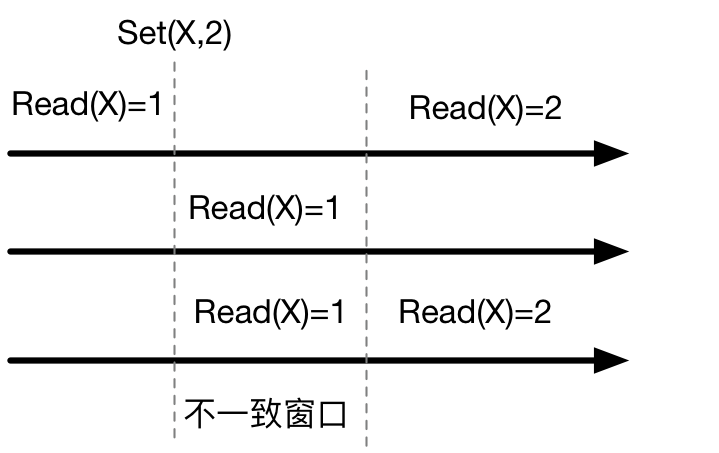 Set(X,2)
Read(X)=1
Read(X)=2
Read(X)=1
Read(X)=1
Read(X)=2
不一致窗口